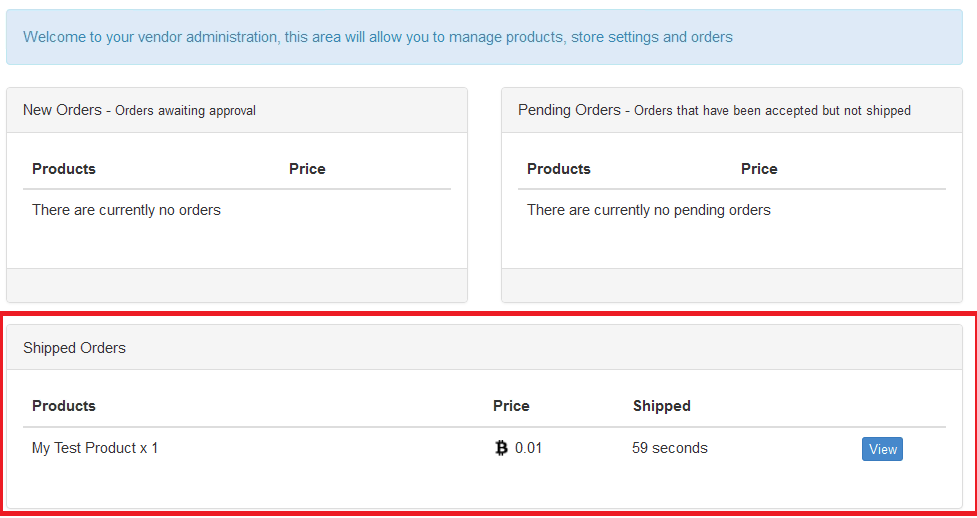 Welcome to your vendor administration, this area will allow you to manage products, store settings and orders
New Orders - Orders awaiting approval
Products Price
There are currently no orders
Pending Orders - Orders that have been accepted but not shipped
Products Price
There are currently no pending orders
Shipped Orders
Products Price Shipped
My Test Product x 1 ₿ 0.01 59 seconds View